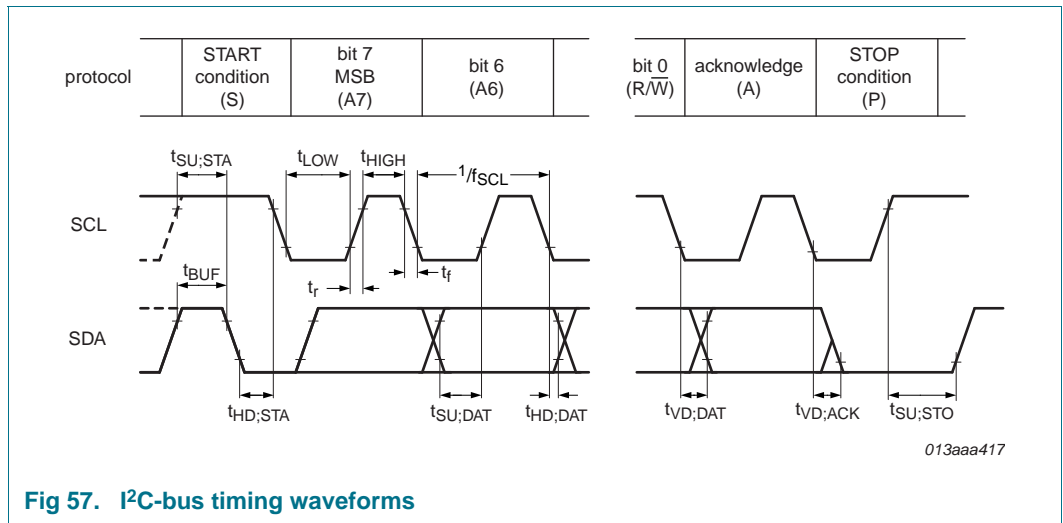 protocol
START
condition
(S)
bit 7
MSB
(A7)
bit 6
(A6)
bit 0
(R/W̅)
acknowledge
(A)
STOP
condition
(P)
tSU;STA
tLOW
tHIGH
1/fSCL
SCL
tBUF
tr
tf
SDA
tHD;STA
tSU;DAT
tHD;DAT
tVD;DAT
tVD;ACK
tSU;STO
013aaa417
Fig 57. I²C-bus timing waveforms